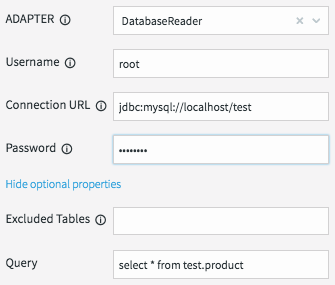 ADAPTER DatabaseReader
Username root
Connection URL jdbc:mysql://localhost/test
Password ••••••••
Hide optional properties
Excluded Tables
Query select * from test.product